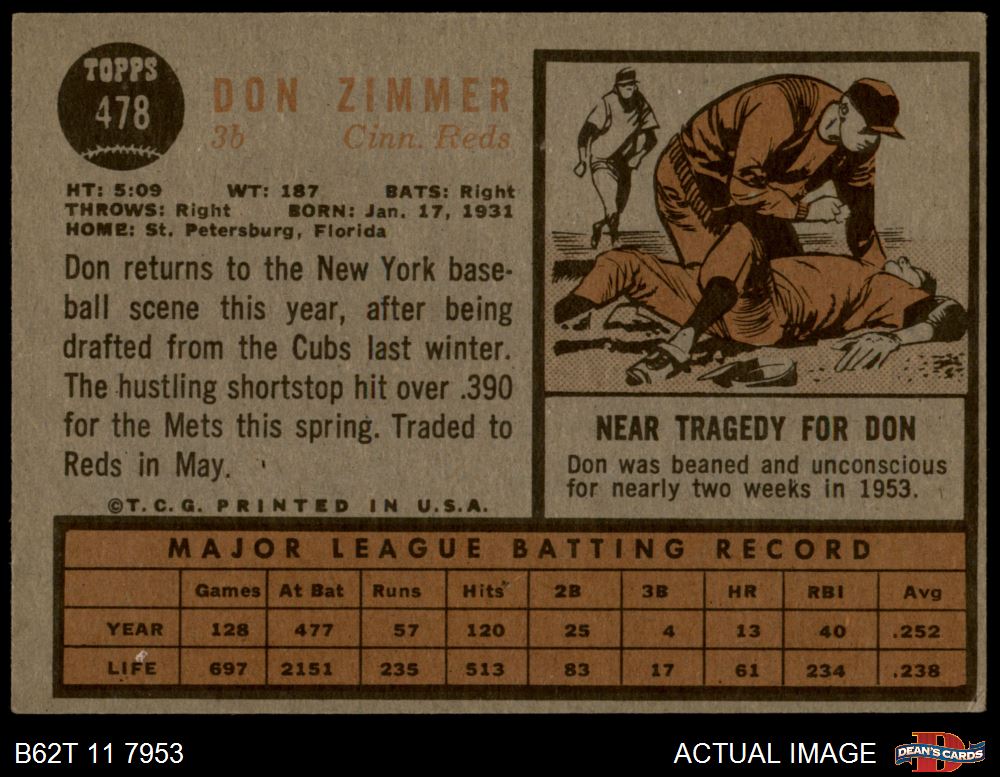 TOPPS
478
DON ZIMMER
3b Cinn. Reds
HT: 5:09 WT: 187 BATS: Right
THROWS: Right BORN: Jan. 17, 1931
HOME: St. Petersburg, Florida
Don returns to the New York base-
ball scene this year, after being
drafted from the Cubs last winter.
The hustling shortstop hit over .390
for the Mets this spring. Traded to
Reds in May.
©T.C.G. PRINTED IN U.S.A.
NEAR TRAGEDY FOR DON
Don was beaned and unconscious
for nearly two weeks in 1953.
MAJOR LEAGUE BATTING RECORD
Games At Bat Runs Hits 2B 3B HR RBI Avg
YEAR 128 477 57 120 25 4 13 40 .252
LIFE 697 2151 235 513 83 17 61 234 .238
B62T 11 7953
ACTUAL IMAGE
D
DEAN'S CARDS